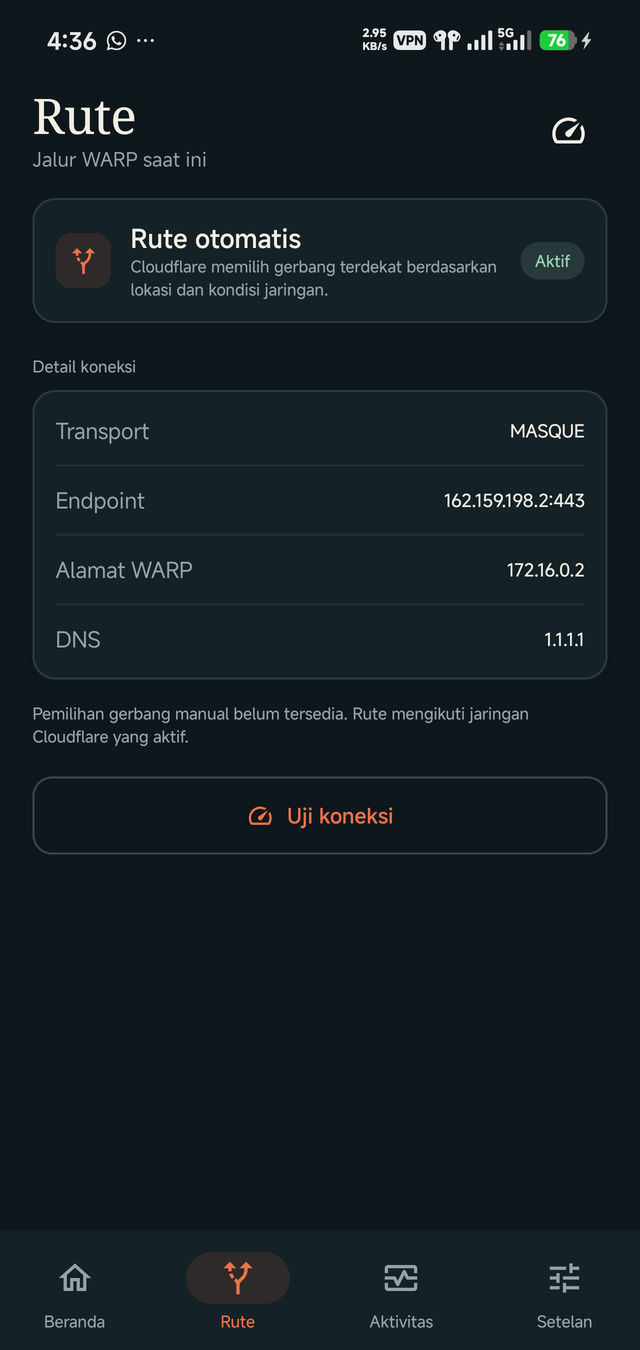 4:36 ...
2.95
KB/s
VPN
5G
76
Rute
Jalur WARP saat ini
Rute otomatis
Cloudflare memilih gerbang terdekat berdasarkan
lokasi dan kondisi jaringan.
Aktif
Detail koneksi
Transport MASQUE
Endpoint 162.159.198.2:443
Alamat WARP 172.16.0.2
DNS 1.1.1.1
Pemilihan gerbang manual belum tersedia. Rute mengikuti jaringan
Cloudflare yang aktif.
Uji koneksi
Beranda Rute Aktivitas Setelan